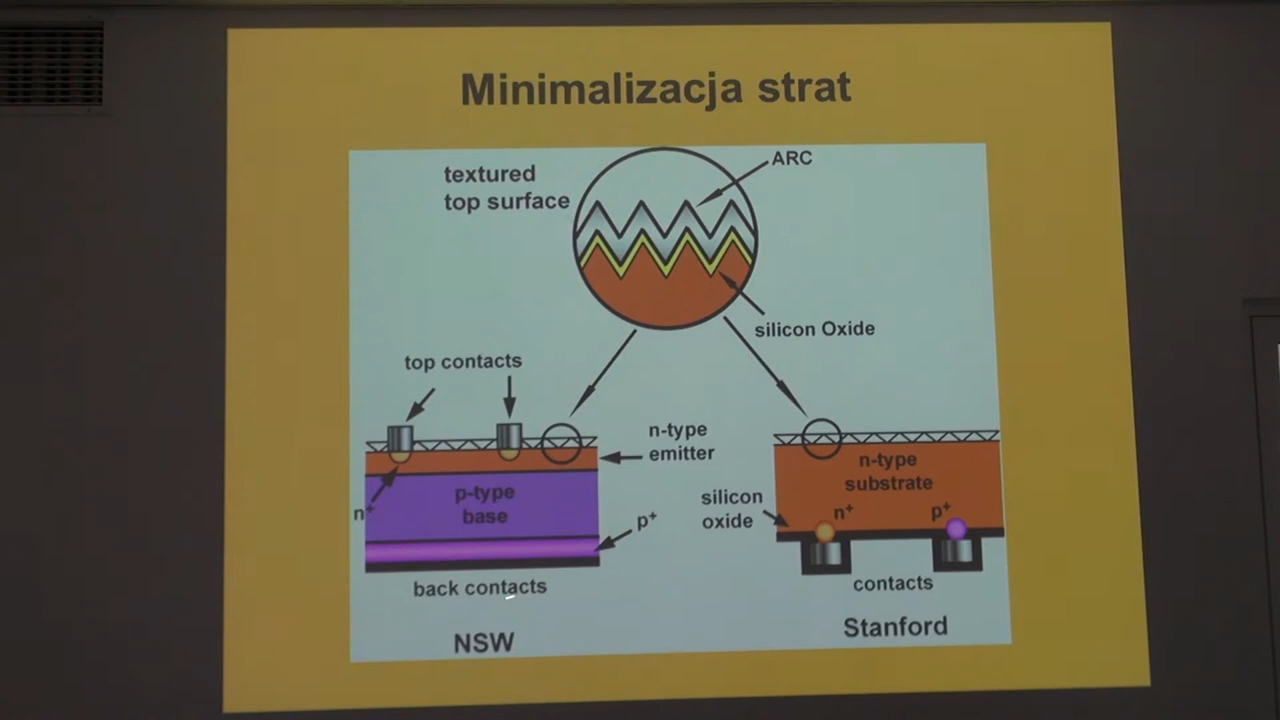 Minimalizacja strat
textured
top surface
ARC
silicon Oxide
top contacts
n-type
emitter
n⁺
p-type
base
p⁺
back contacts
NSW
n-type
substrate
silicon
oxide
n⁺
p⁺
contacts
Stanford